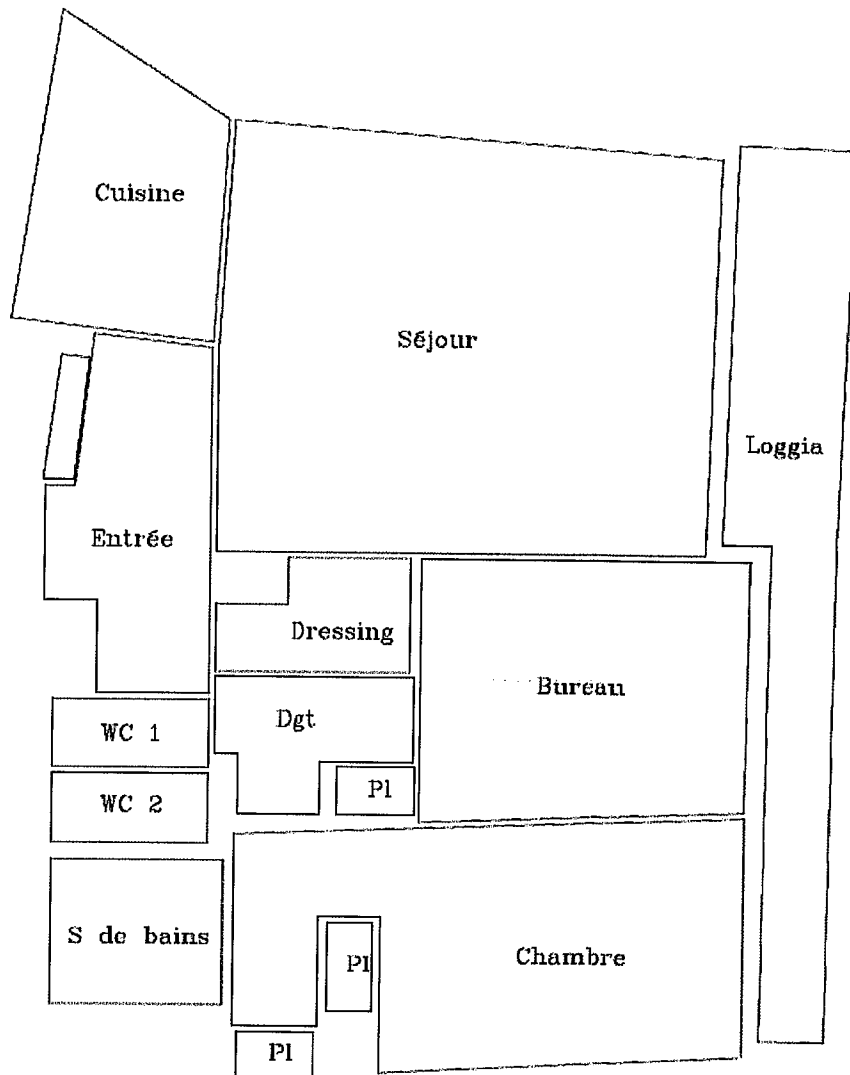 Cuisine
Séjour
Loggia
Entrée
Dressing
Bureau
Dgt
WC 1
Pl
WC 2
S de bains
Pl
Chambre
Pl